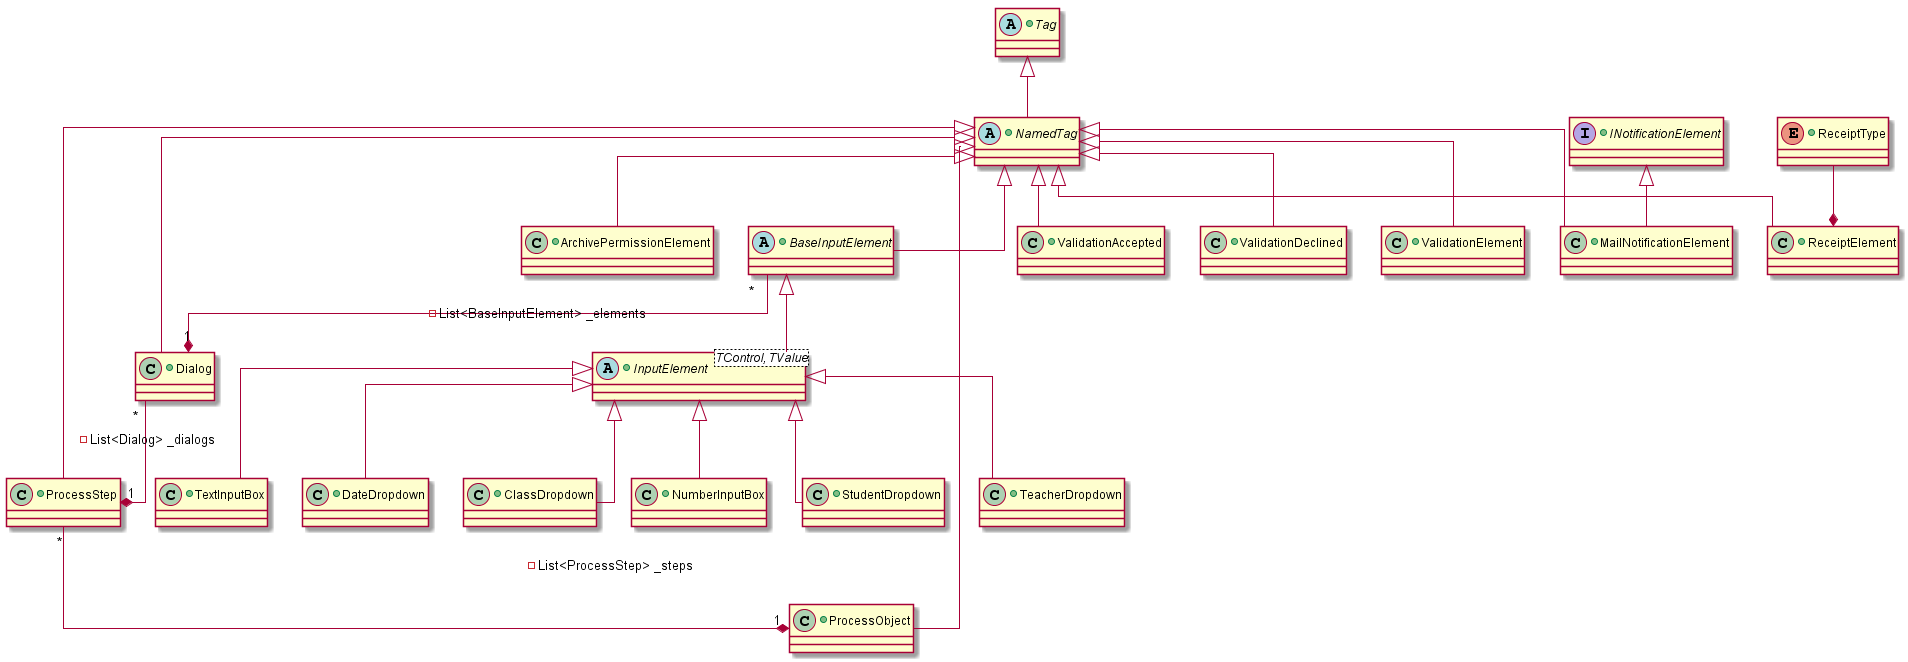 A Tag
A NamedTag
I INotificationElement
E ReceiptType
C ArchivePermissionElement
A BaseInputElement
C ValidationAccepted
C ValidationDeclined
C ValidationElement
C MailNotificationElement
C ReceiptElement
*
List<BaseInputElement> _elements
1
C Dialog
A InputElement
TControl, TValue
*
List<Dialog> _dialogs
C ProcessStep
1
C TextInputBox
C DateDropdown
C ClassDropdown
C NumberInputBox
C StudentDropdown
C TeacherDropdown
*
List<ProcessStep> _steps
1
C ProcessObject